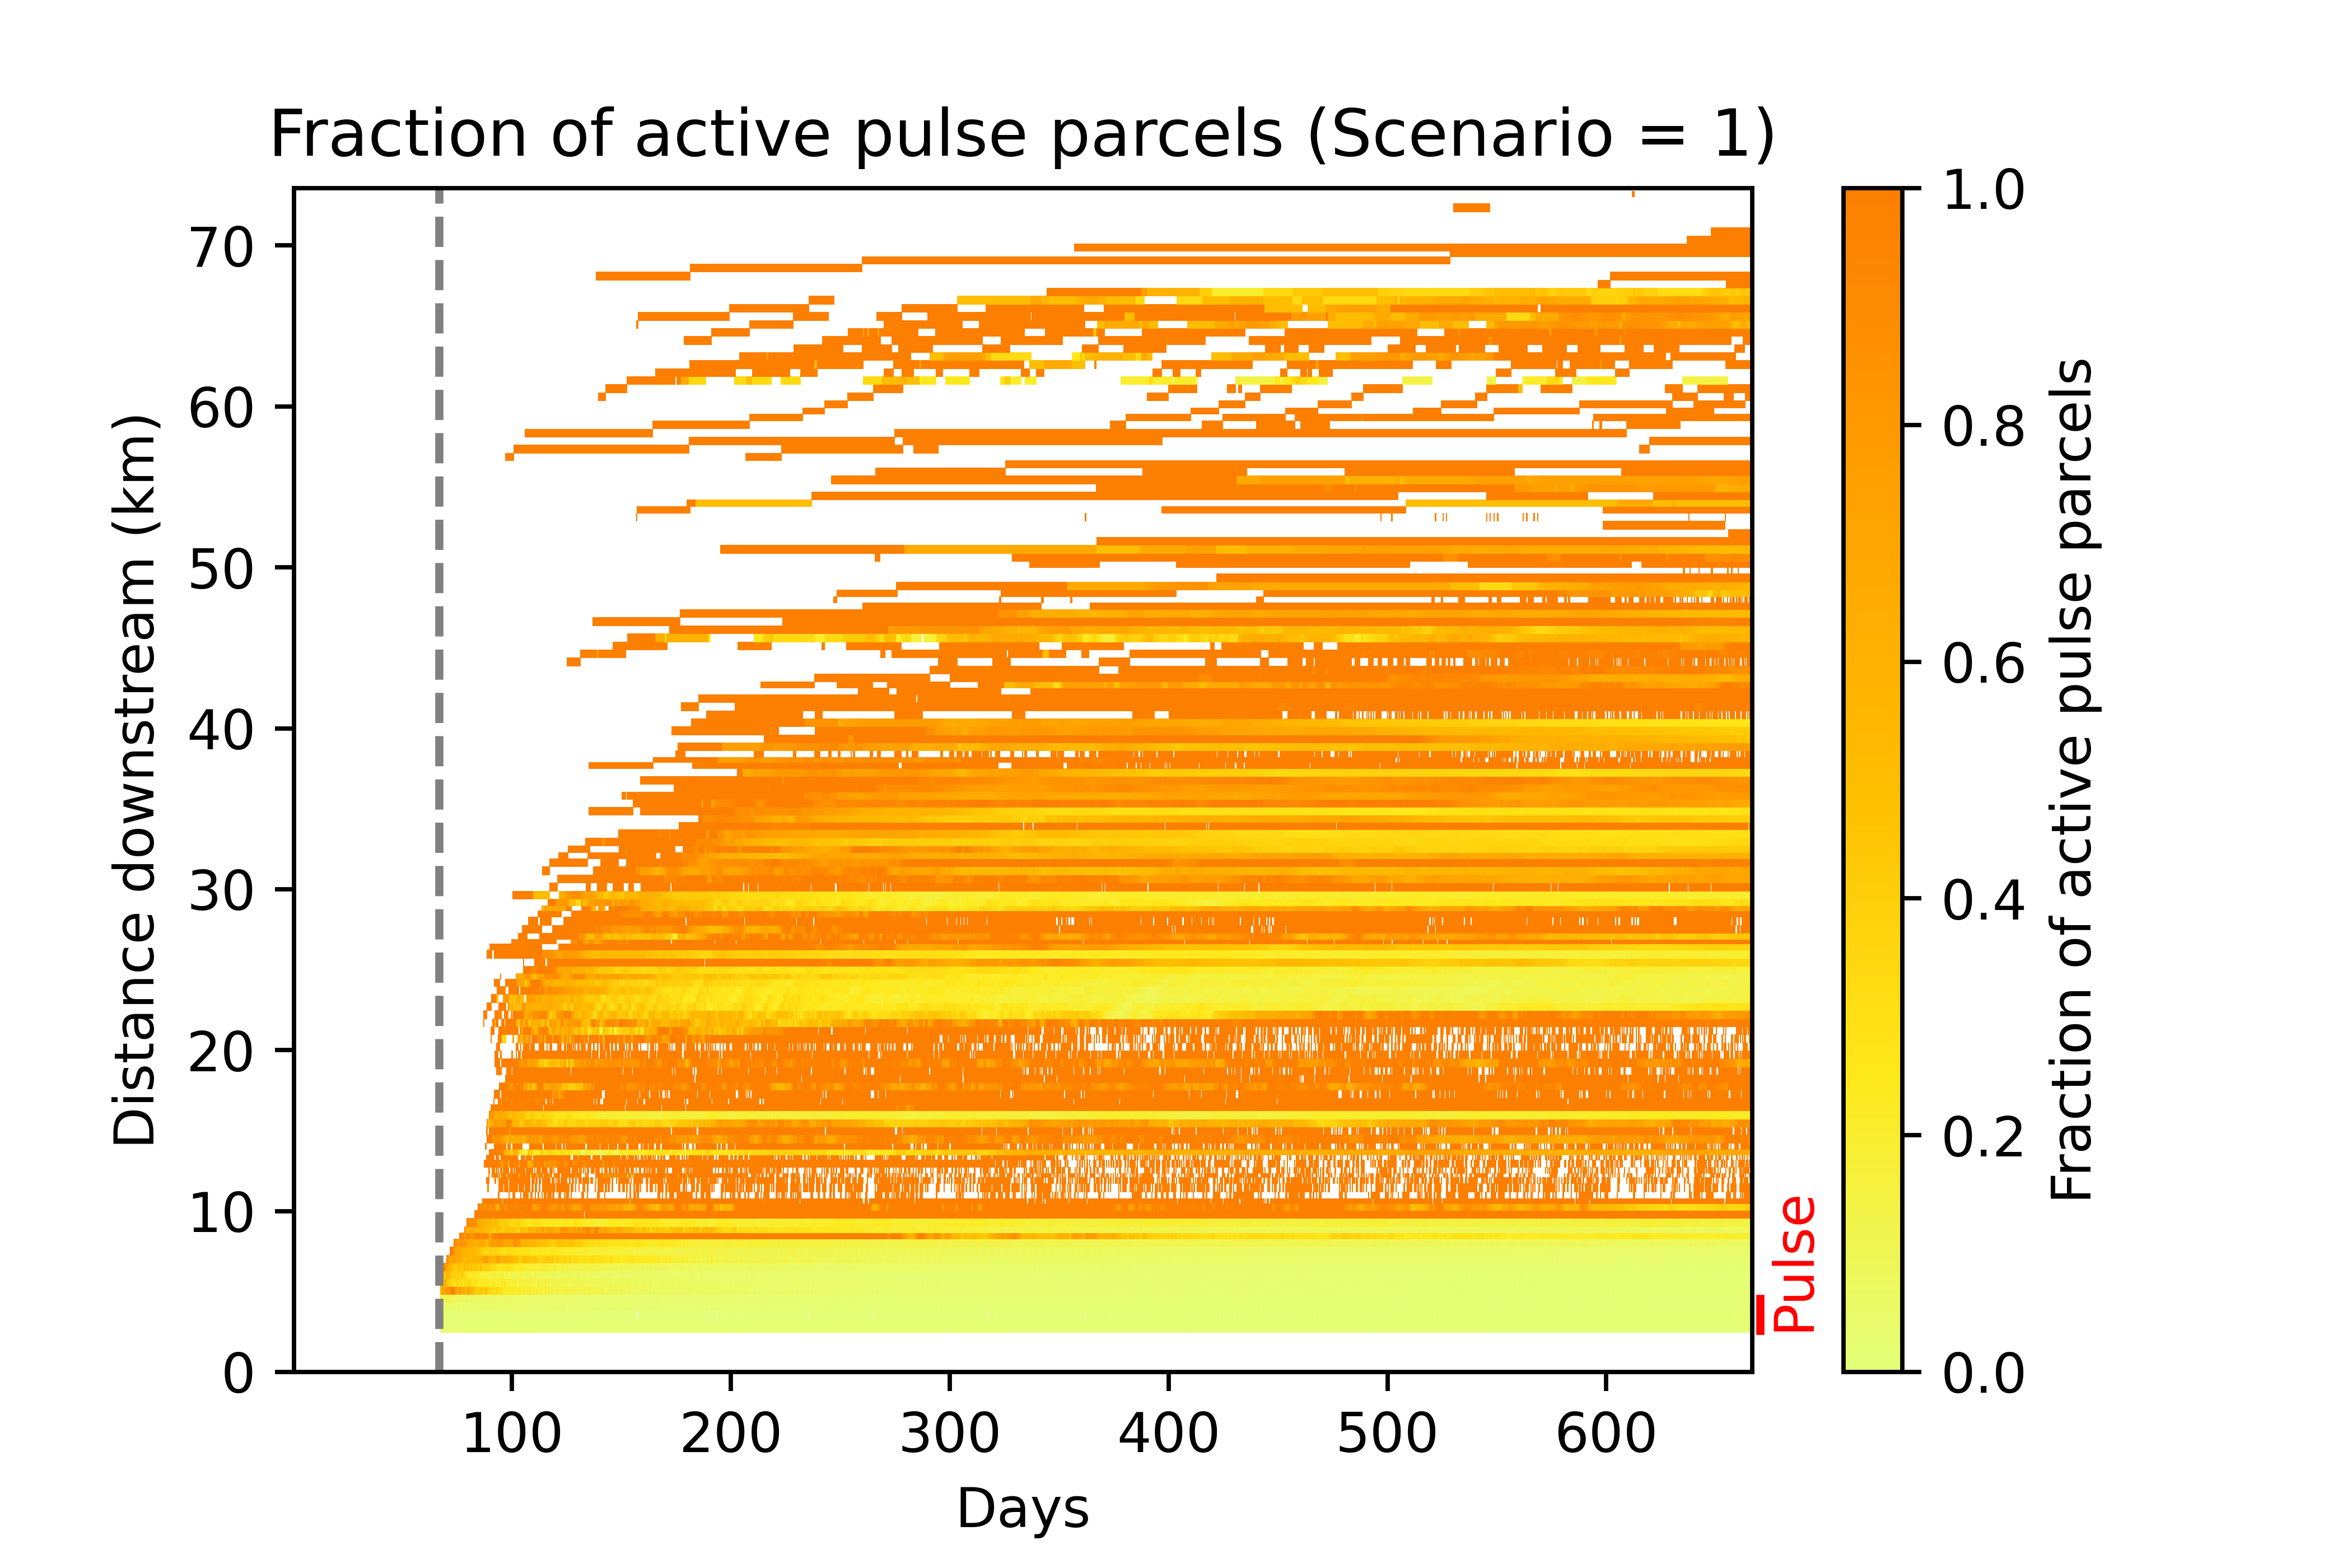 Fraction of active pulse parcels (Scenario = 1)
Distance downstream (km)
70
60
50
40
30
20
10
0
100 200 300 400 500 600
Days
Pulse
1.0
0.8
0.6
0.4
0.2
0.0
Fraction of active pulse parcels